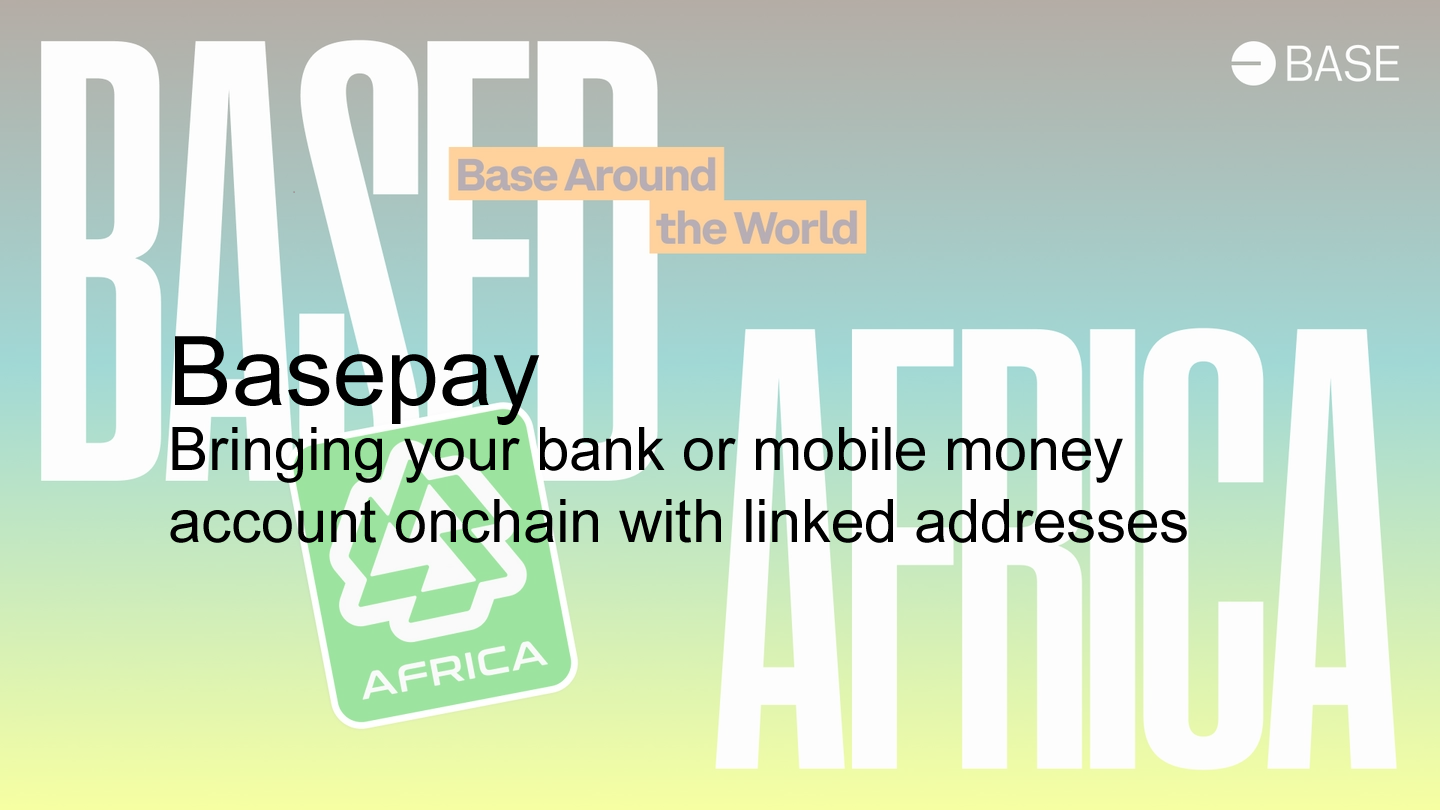 BASED
BASE
Base Around
the World
Basepay
Bringing your bank or mobile money
account onchain with linked addresses
AFRICA
AFRICA